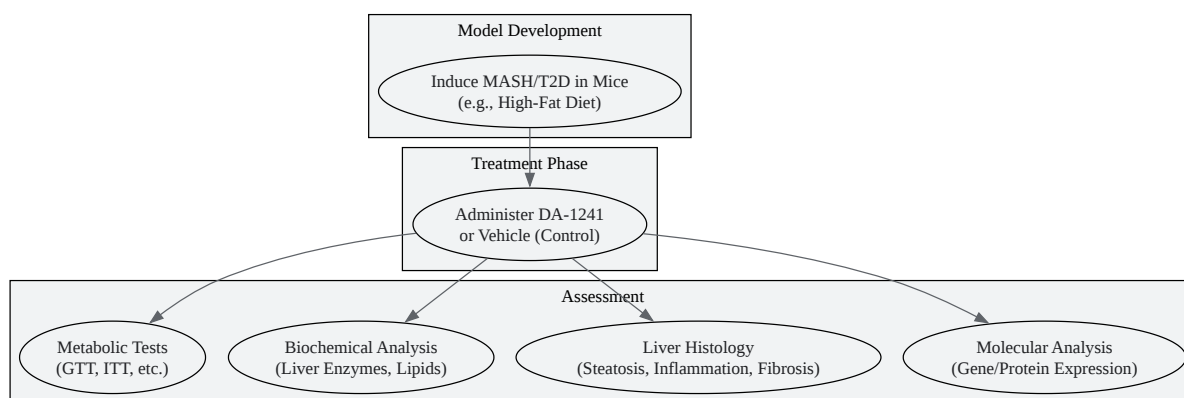 Model Development
Induce MASH/T2D in Mice
(e.g., High-Fat Diet)
Treatment Phase
Administer DA-1241
or Vehicle (Control)
Assessment
Metabolic Tests
(GTT, ITT, etc.)
Biochemical Analysis
(Liver Enzymes, Lipids)
Liver Histology
(Steatosis, Inflammation, Fibrosis)
Molecular Analysis
(Gene/Protein Expression)